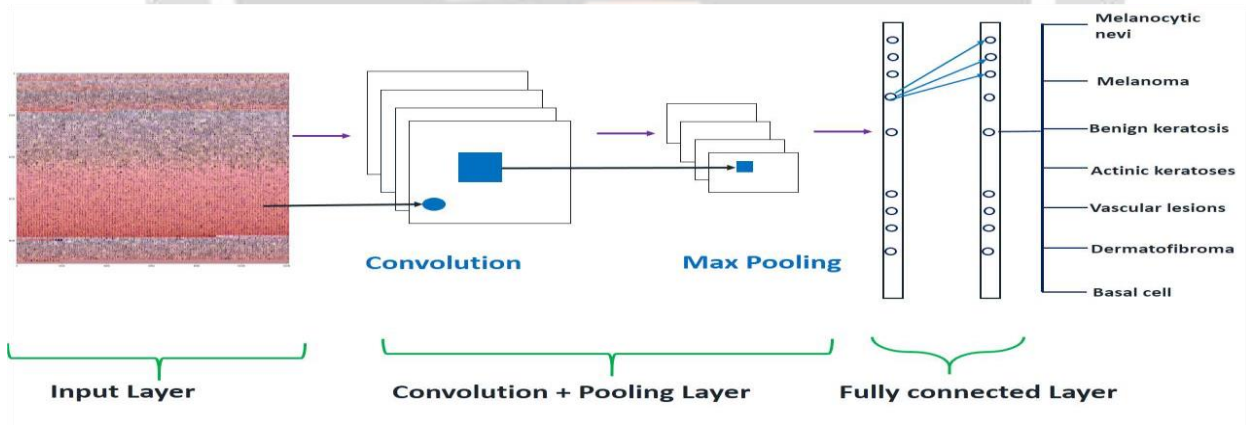 Melanocytic
nevi
Melanoma
Benign keratosis
Actinic keratoses
Vascular lesions
Dermatofibroma
Basal cell
Convolution
Max Pooling
Input Layer
Convolution + Pooling Layer
Fully connected Layer